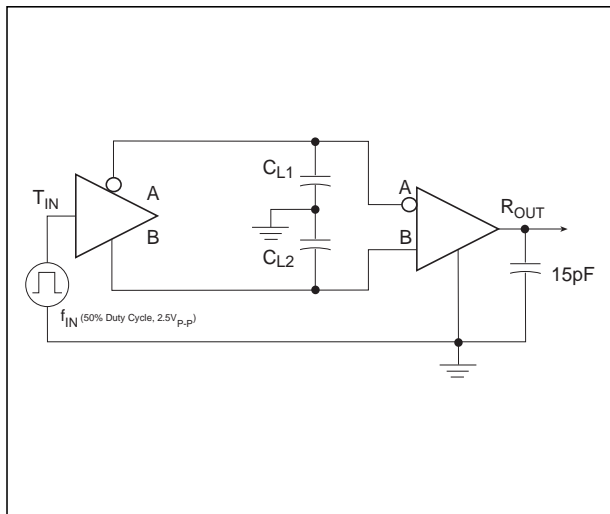 T_IN
A
B
f_IN (50% Duty Cycle, 2.5V_P-P)
C_L1
C_L2
A
B
R_OUT
15pF